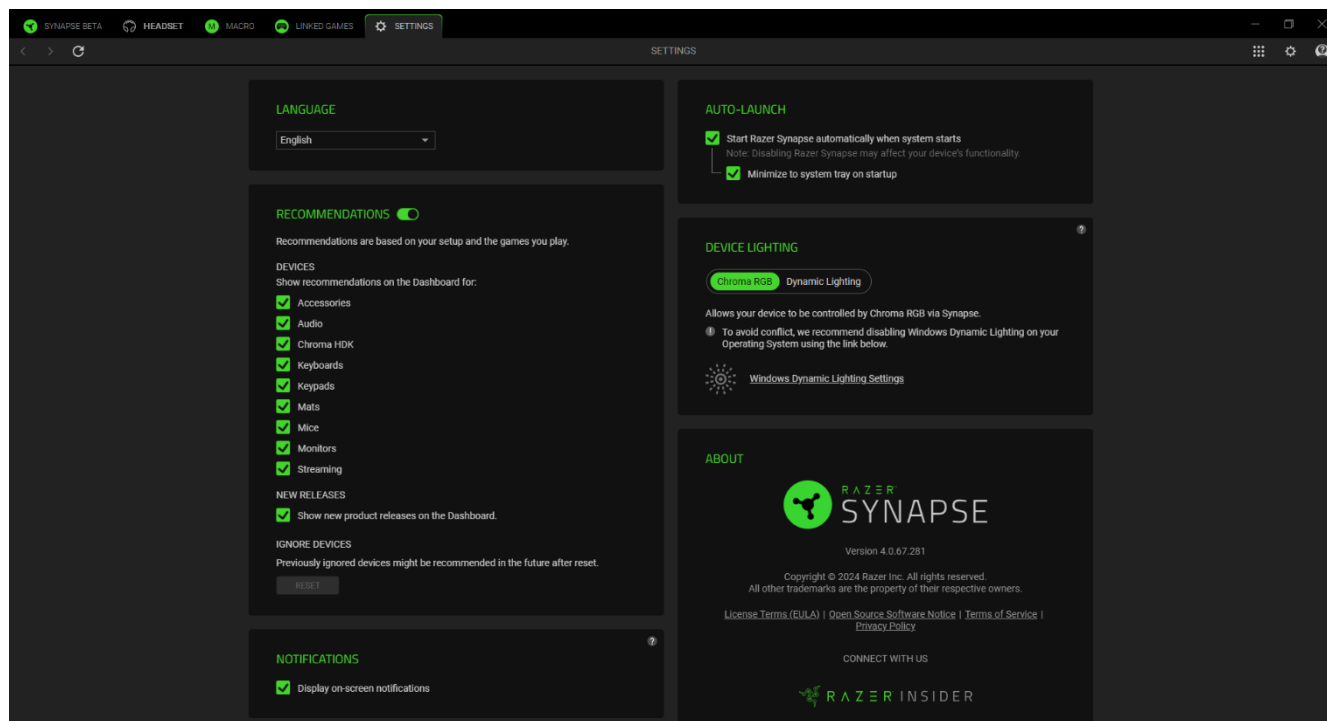 SYNAPSE BETA
HEADSET
MACRO
LINKED GAMES
SETTINGS
SETTINGS
LANGUAGE
English
RECOMMENDATIONS
Recommendations are based on your setup and the games you play.
DEVICES
Show recommendations on the Dashboard for:
Accessories
Audio
Chroma HDK
Keyboards
Keypads
Mats
Mice
Monitors
Streaming
NEW RELEASES
Show new product releases on the Dashboard.
IGNORE DEVICES
Previously ignored devices might be recommended in the future after reset.
RESET
NOTIFICATIONS
Display on-screen notifications
AUTO-LAUNCH
Start Razer Synapse automatically when system starts
Note: Disabling Razer Synapse may affect your device's functionality.
Minimize to system tray on startup
DEVICE LIGHTING
Chroma RGB
Dynamic Lighting
Allows your device to be controlled by Chroma RGB via Synapse.
To avoid conflict, we recommend disabling Windows Dynamic Lighting on your
Operating System using the link below.
Windows Dynamic Lighting Settings
ABOUT
RAZER
SYNAPSE
Version 4.0.67.281
Copyright © 2024 Razer Inc. All rights reserved.
All other trademarks are the property of their respective owners.
License Terms (EULA) | Open Source Software Notice | Terms of Service |
Privacy Policy
CONNECT WITH US
RAZER INSIDER